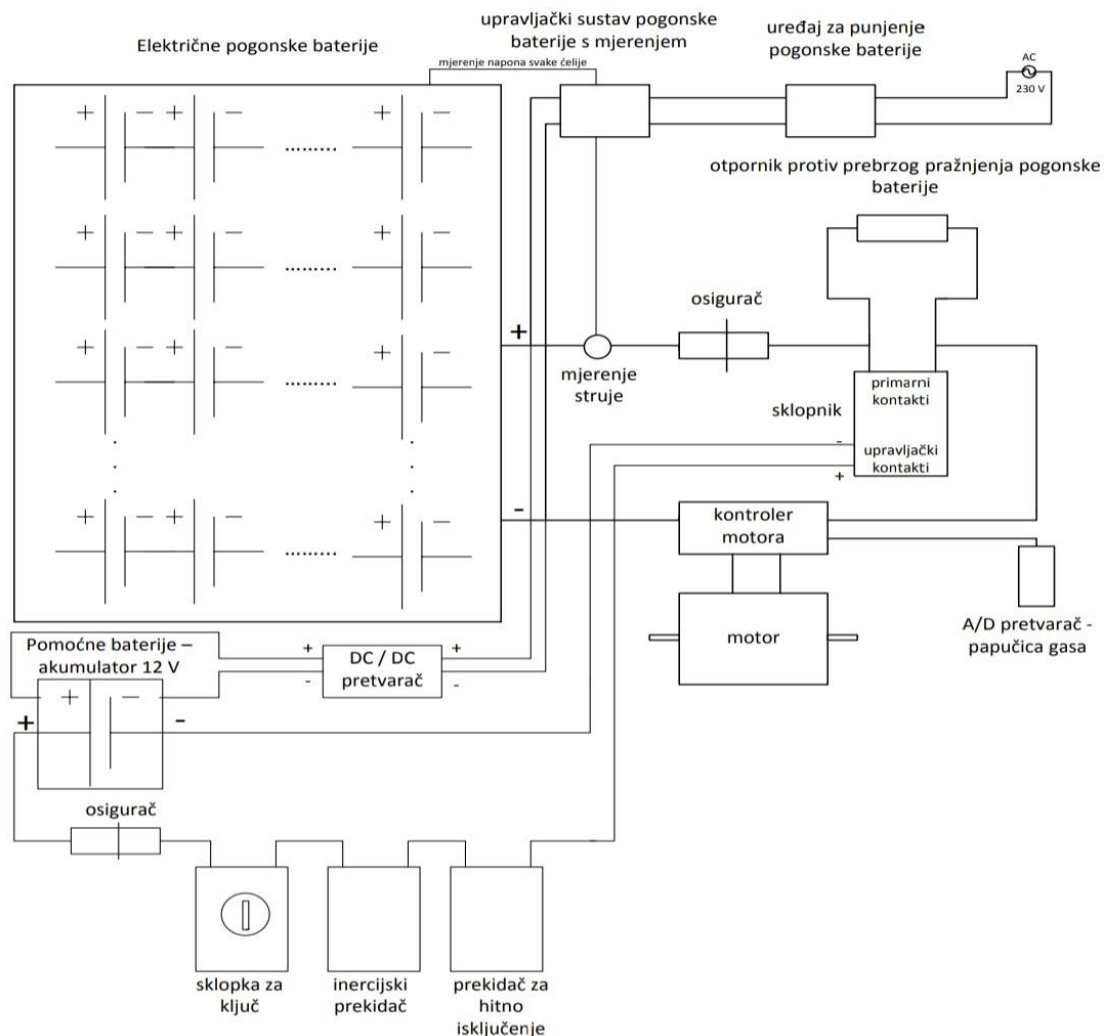 Električne pogonske baterije
upravljački sustav pogonske
baterije s mjerenjem
uređaj za punjenje
pogonske baterije
mjerenje napona svake ćelije
AC
230 V
+ — + — ......... + —
+ — + — ......... + —
+ — + — ......... + —
+ — + — ......... + —
otpornik protiv prebrzog pražnjenja pogonske
baterije
osigurač
+
mjerenje
struje
sklopnik
primarni
kontakti
upravljački
kontakti
-
+
-
kontroler
motora
motor
A/D pretvarač -
papučica gasa
Pomoćne baterije –
akumulator 12 V
+ —
+ -
+ +
DC / DC
pretvarač
- -
osigurač
sklopka za
ključ
inercijski
prekidač
prekidač za
hitno
isključenje